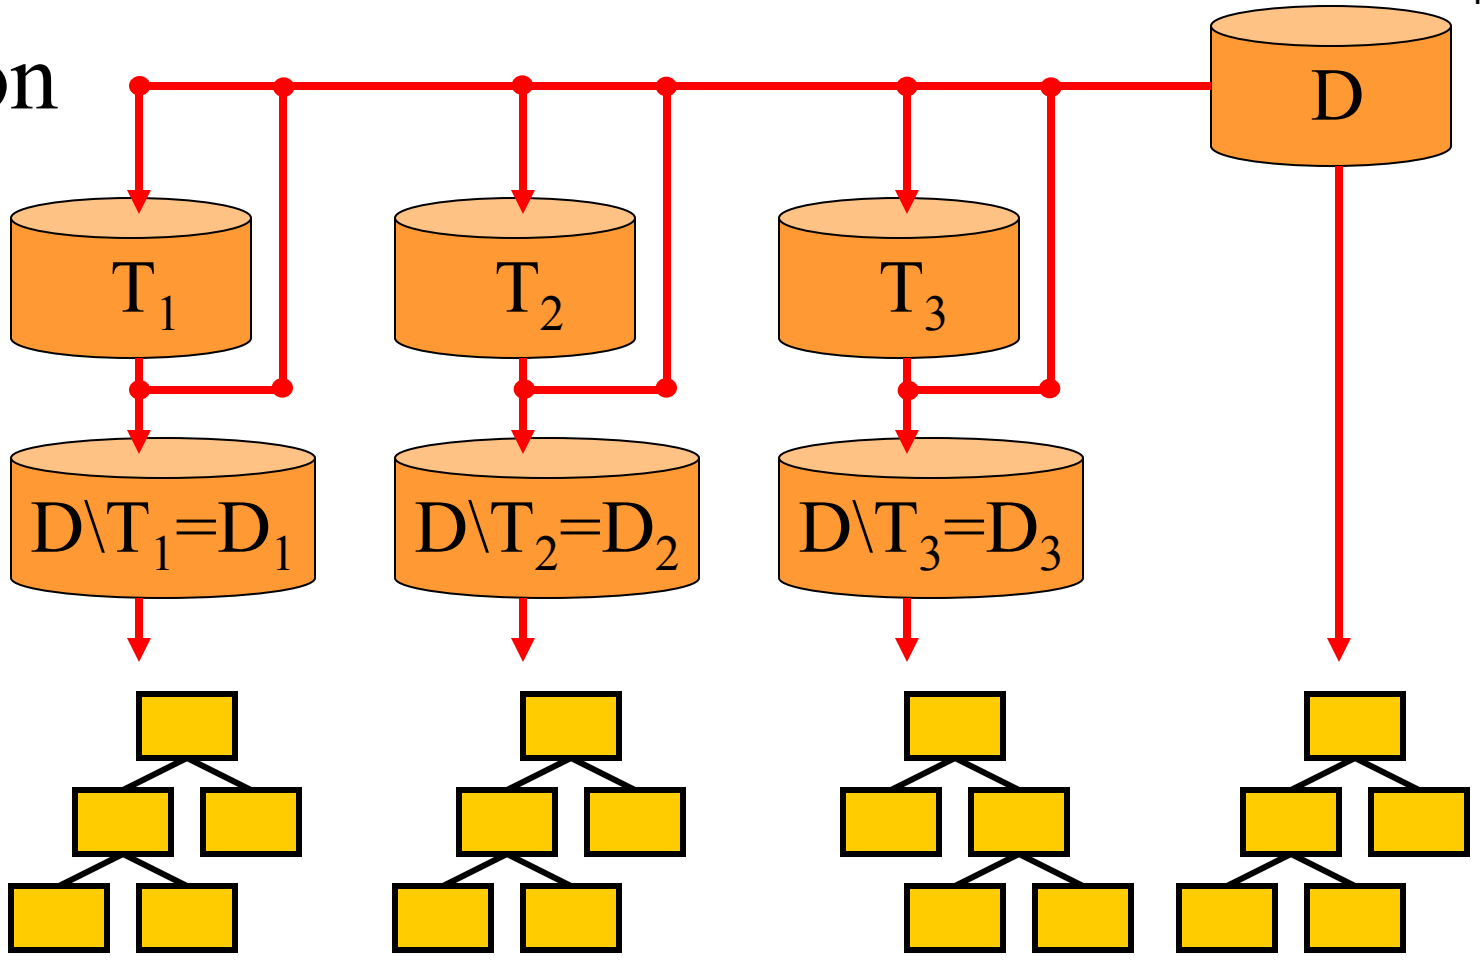 on
D
T₁ T₂ T₃
D\T₁=D₁ D\T₂=D₂ D\T₃=D₃